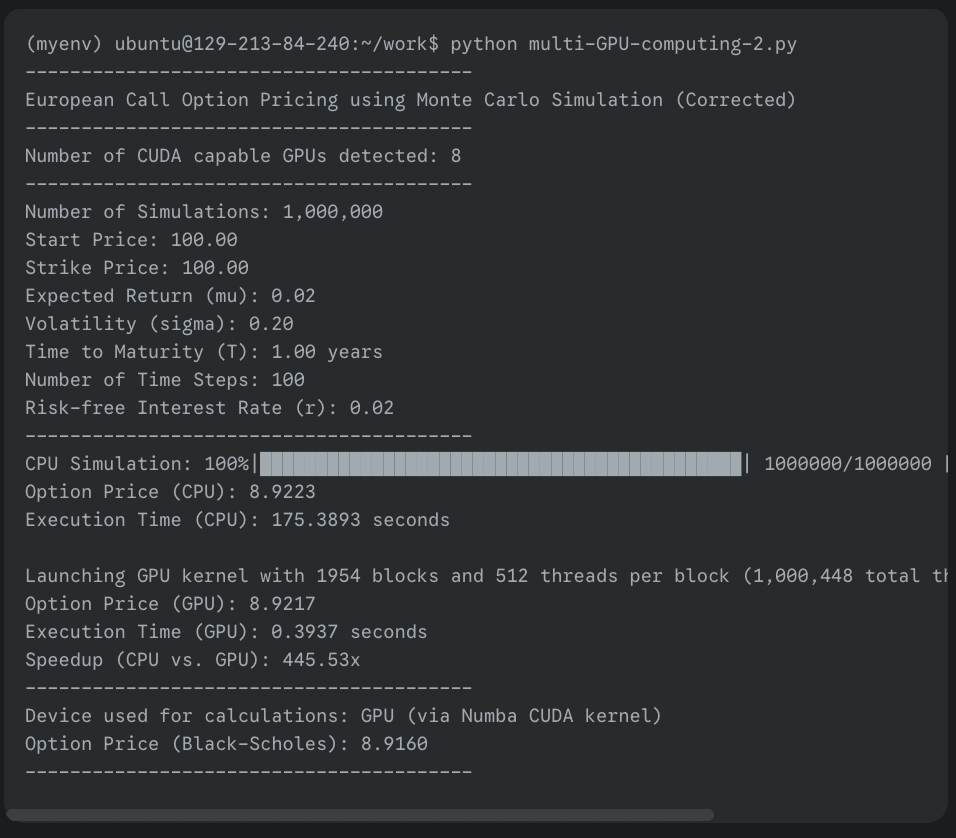 (myenv) ubuntu@129-213-84-240:~/work$ python multi-GPU-computing-2.py
----------------------------------------
European Call Option Pricing using Monte Carlo Simulation (Corrected)
----------------------------------------
Number of CUDA capable GPUs detected: 8
----------------------------------------
Number of Simulations: 1,000,000
Start Price: 100.00
Strike Price: 100.00
Expected Return (mu): 0.02
Volatility (sigma): 0.20
Time to Maturity (T): 1.00 years
Number of Time Steps: 100
Risk-free Interest Rate (r): 0.02
----------------------------------------
CPU Simulation: 100%|███████████████████████████████████████████| 1000000/1000000
Option Price (CPU): 8.9223
Execution Time (CPU): 175.3893 seconds
Launching GPU kernel with 1954 blocks and 512 threads per block (1,000,448 total
Option Price (GPU): 8.9217
Execution Time (GPU): 0.3937 seconds
Speedup (CPU vs. GPU): 445.53x
----------------------------------------
Device used for calculations: GPU (via Numba CUDA kernel)
Option Price (Black-Scholes): 8.9160
----------------------------------------